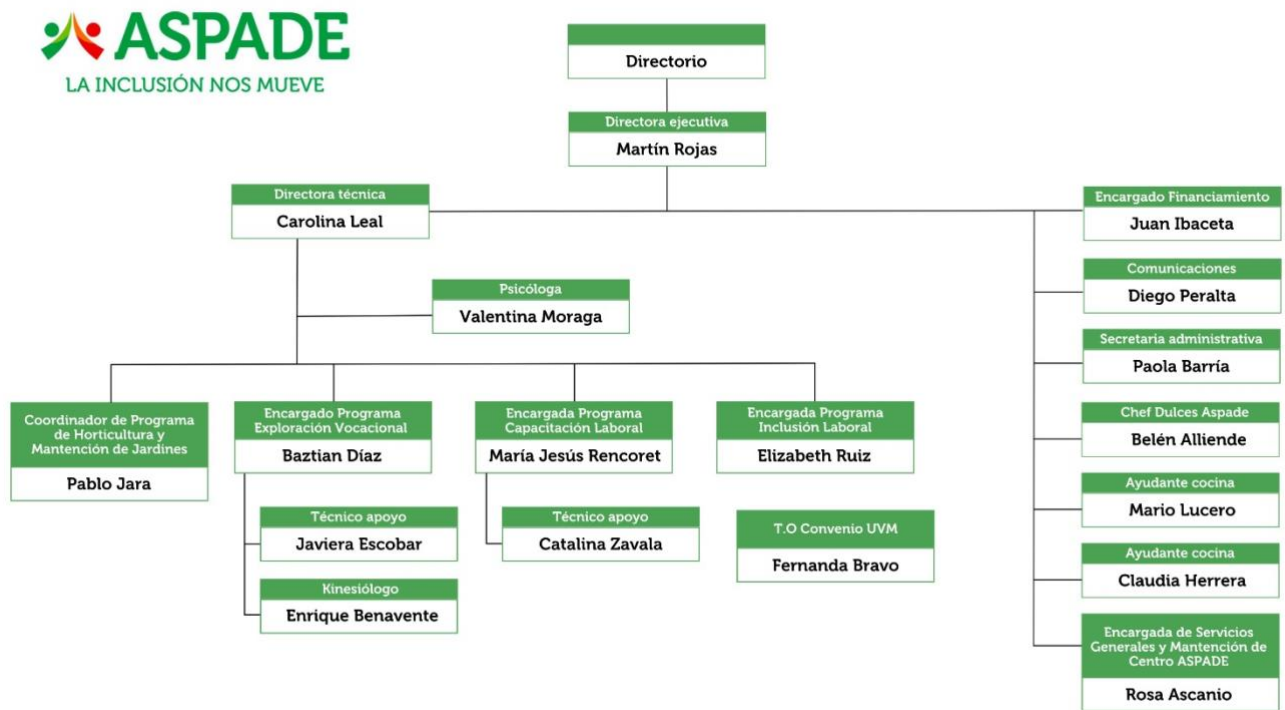 ASPADE
LA INCLUSIÓN NOS MUEVE
Directorio
Directora ejecutiva
Martín Rojas
Directora técnica
Carolina Leal
Psicóloga
Valentina Moraga
Coordinador de Programa
de Horticultura y
Mantención de Jardines
Pablo Jara
Encargado Programa
Exploración Vocacional
Baztian Díaz
Técnico apoyo
Javiera Escobar
Kinesiólogo
Enrique Benavente
Encargada Programa
Capacitación Laboral
María Jesús Rencoret
Técnico apoyo
Catalina Zavala
Encargada Programa
Inclusión Laboral
Elizabeth Ruiz
T.O Convenio UVM
Fernanda Bravo
Encargado Financiamiento
Juan Ibaceta
Comunicaciones
Diego Peralta
Secretaria administrativa
Paola Barría
Chef Dulces Aspade
Belén Alliende
Ayudante cocina
Mario Lucero
Ayudante cocina
Claudia Herrera
Encargada de Servicios
Generales y Mantención de
Centro ASPADE
Rosa Ascanio